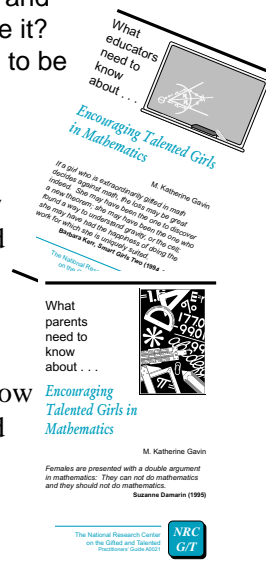 and
e it?
to be
d
ow
d
What
educators
need to
know
about . . .
Encouraging Talented Girls
in Mathematics
M. Katherine Gavin
If a girl who is extraordinarily gifted in math
decides against math, the loss may be great
indeed. She may have been the one to discover
a new theorem; she may have been the one who
found a way to understand gravity, or the cell;
she may have had the happiness of doing the
work for which she is uniquely suited.
Barbara Kerr, Smart Girls Two (1994
The National Res
on the G
What
parents
need to
know
about . . .
Encouraging
Talented Girls in
Mathematics
M. Katherine Gavin
Females are presented with a double argument
in mathematics: They can not do mathematics
and they should not do mathematics.
Suzanne Damarin (1995)
The National Research Center
on the Gifted and Talented
Practitioners' Guide A0021
NRC
G/T